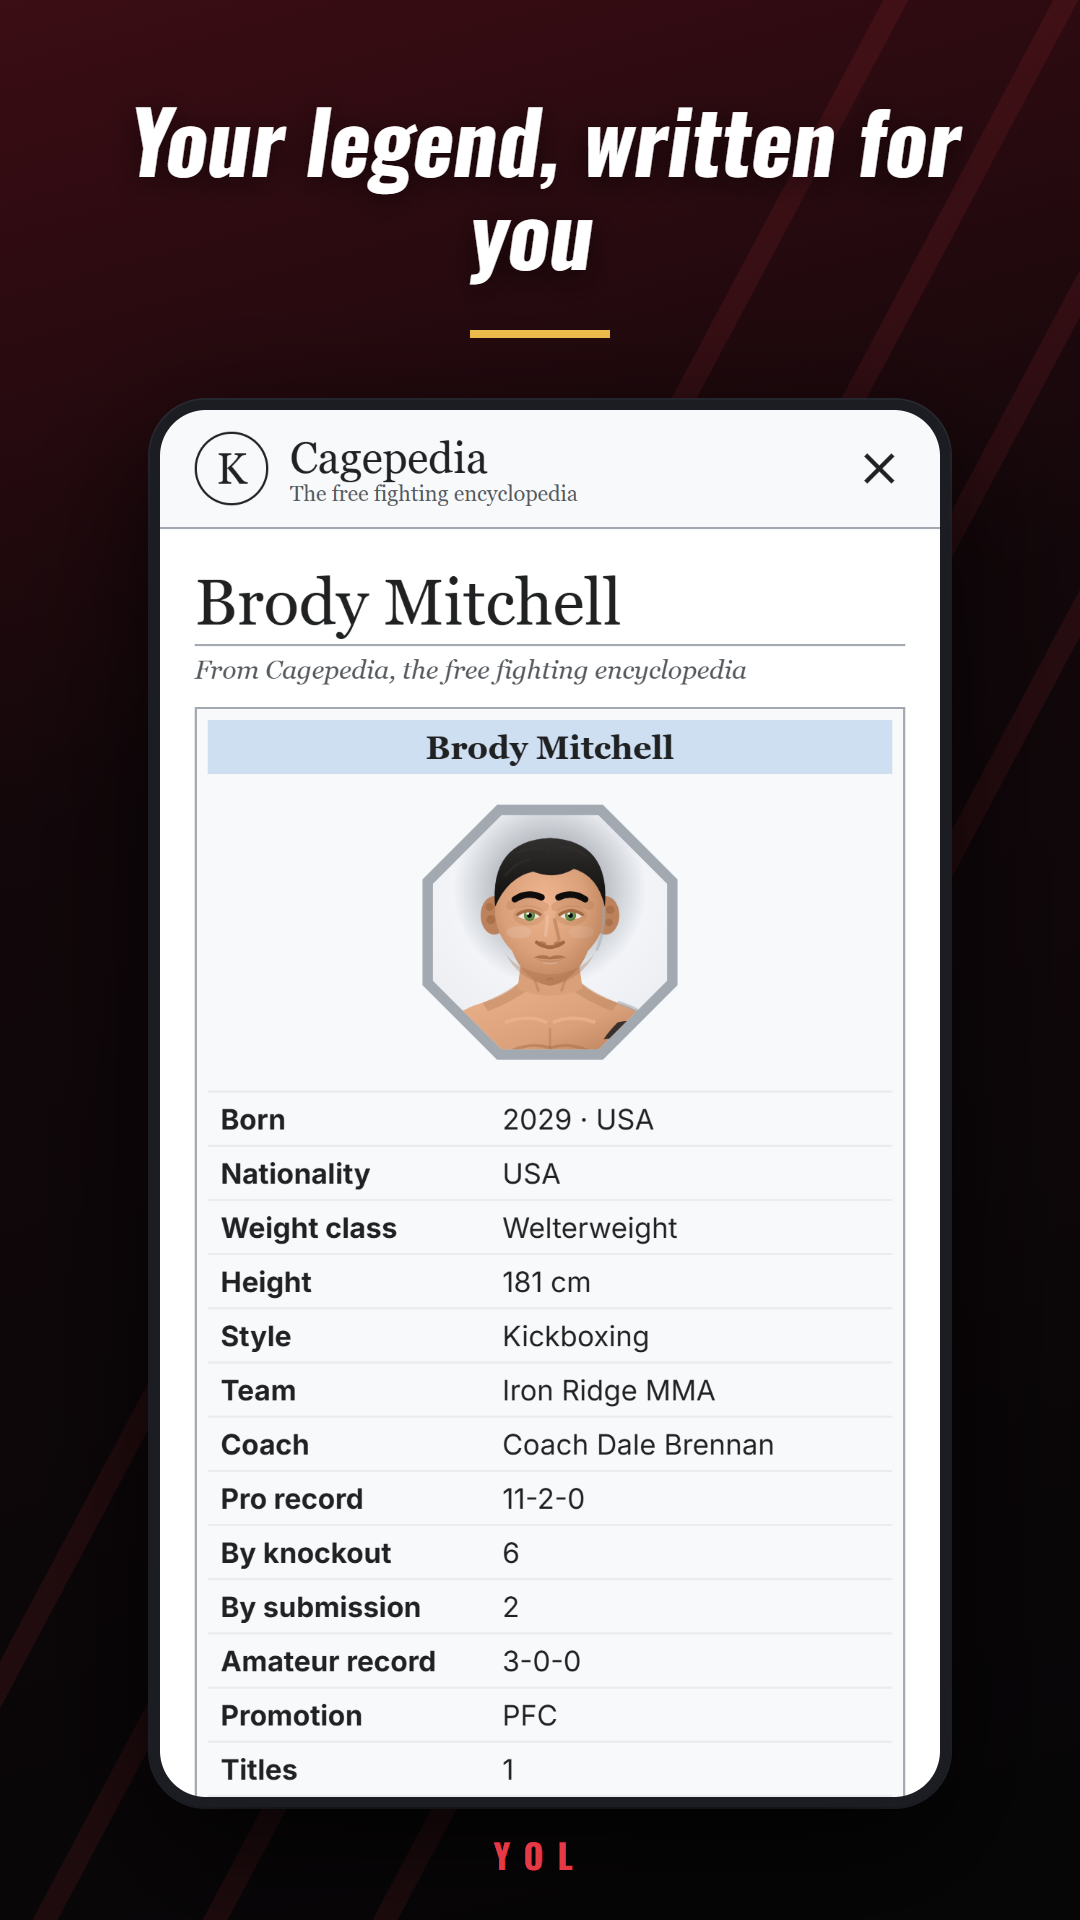 Your legend, written for
you
K
Cagepedia
The free fighting encyclopedia
Brody Mitchell
From Cagepedia, the free fighting encyclopedia
Brody Mitchell
Born 2029 · USA
Nationality USA
Weight class Welterweight
Height 181 cm
Style Kickboxing
Team Iron Ridge MMA
Coach Coach Dale Brennan
Pro record 11-2-0
By knockout 6
By submission 2
Amateur record 3-0-0
Promotion PFC
Titles 1
YOL